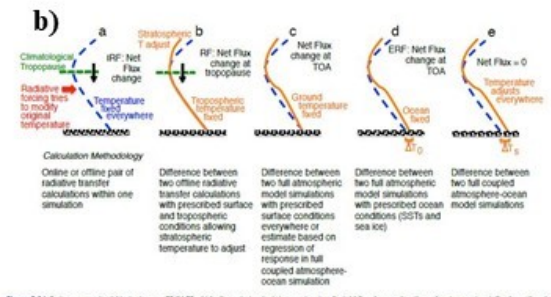 b)
a
b
c
d
e
Climatological
Tropopause
IRF: Net
Flux
change
Radiative
forcing tries
to modify
original
temperature
Temperature
fixed
everywhere
Stratospheric
T adjust
RF: Net Flux
change at
tropopause
Tropospheric
temperature
fixed
Net Flux
change at
TOA
Ground
temperature
fixed
ERF: Net Flux
change at
TOA
Ocean
fixed
ΔT₀
Net Flux = 0
Temperature
adjusts
everywhere
ΔTs
Calculation Methodology
Online or offline pair of
radiative transfer
calculations within one
simulation
Difference between
two offline radiative
transfer calculations
with prescribed surface
and tropospheric
conditions allowing
stratospheric
temperature to adjust
Difference between
two full atmospheric
model simulations
with prescribed
surface conditions
everywhere or
estimate based on
regression of
response in full
coupled atmosphere-
ocean simulation
Difference between
two full atmospheric
model simulations
with prescribed ocean
conditions (SSTs and
sea ice)
Difference between
two full coupled
atmosphere-ocean
model simulations